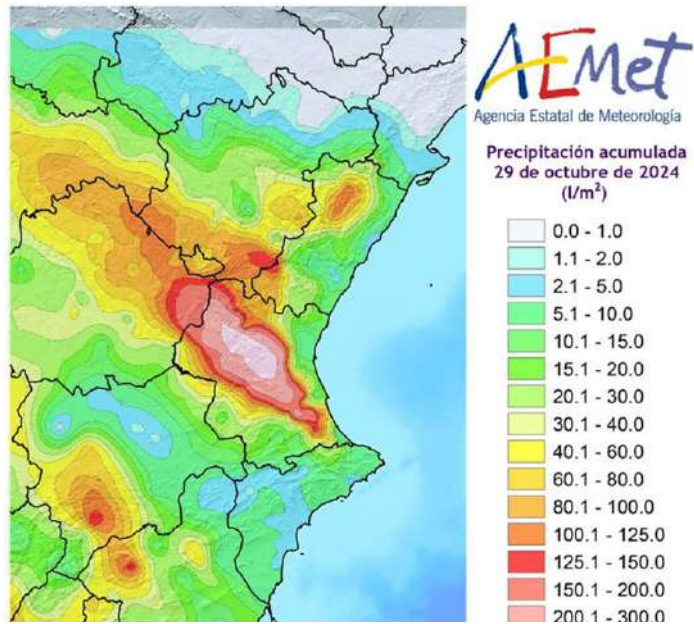 AEMet
Agencia Estatal de Meteorología
Precipitación acumulada
29 de octubre de 2024
(l/m²)
0.0 - 1.0
1.1 - 2.0
2.1 - 5.0
5.1 - 10.0
10.1 - 15.0
15.1 - 20.0
20.1 - 30.0
30.1 - 40.0
40.1 - 60.0
60.1 - 80.0
80.1 - 100.0
100.1 - 125.0
125.1 - 150.0
150.1 - 200.0
200.1 - 300.0